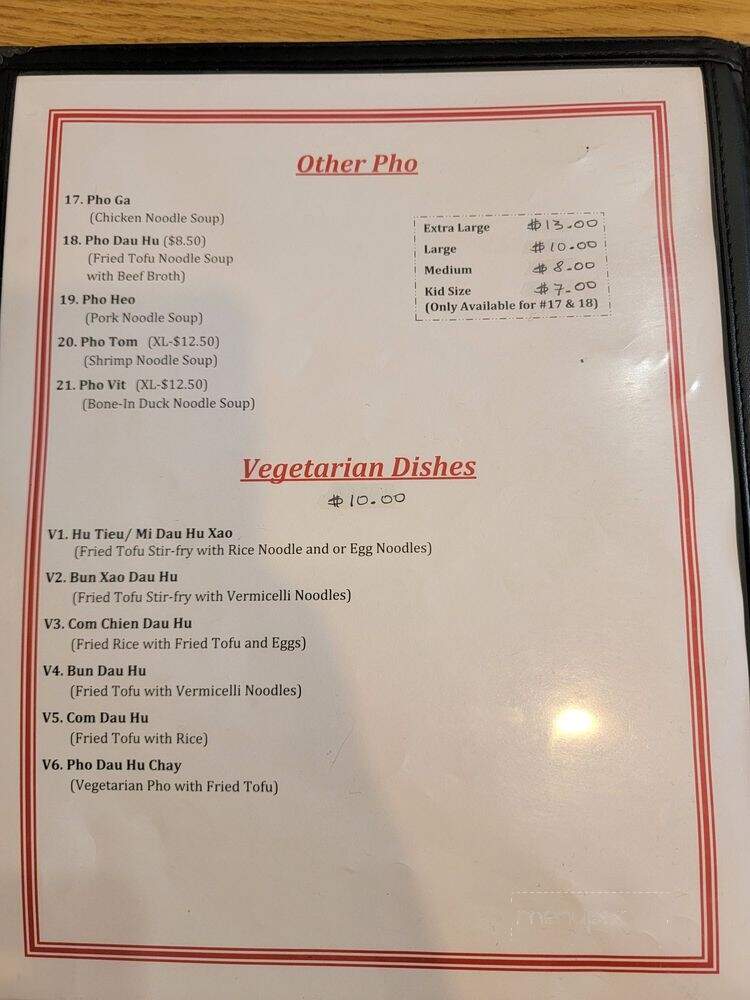 Other Pho
17. Pho Ga
(Chicken Noodle Soup)
18. Pho Dau Hu ($8.50)
(Fried Tofu Noodle Soup
with Beef Broth)
19. Pho Heo
(Pork Noodle Soup)
20. Pho Tom (XL-$12.50)
(Shrimp Noodle Soup)
21. Pho Vit (XL-$12.50)
(Bone-In Duck Noodle Soup)
Extra Large $13.00
Large $10.00
Medium $8.00
Kid Size $7.00
(Only Available for #17 & 18)
Vegetarian Dishes
$10.00
V1. Hu Tieu/ Mi Dau Hu Xao
(Fried Tofu Stir-fry with Rice Noodle and or Egg Noodles)
V2. Bun Xao Dau Hu
(Fried Tofu Stir-fry with Vermicelli Noodles)
V3. Com Chien Dau Hu
(Fried Rice with Fried Tofu and Eggs)
V4. Bun Dau Hu
(Fried Tofu with Vermicelli Noodles)
V5. Com Dau Hu
(Fried Tofu with Rice)
V6. Pho Dau Hu Chay
(Vegetarian Pho with Fried Tofu)